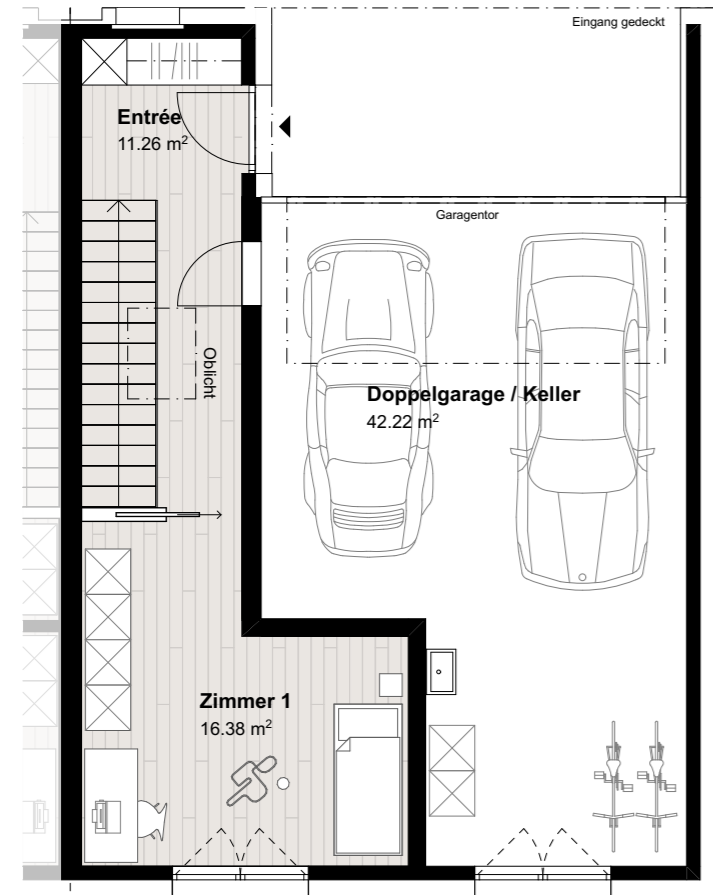 Eingang gedeckt
Entrée
11.26 m²
Garagentor
Oblicht
Doppelgarage / Keller
42.22 m²
Zimmer 1
16.38 m²